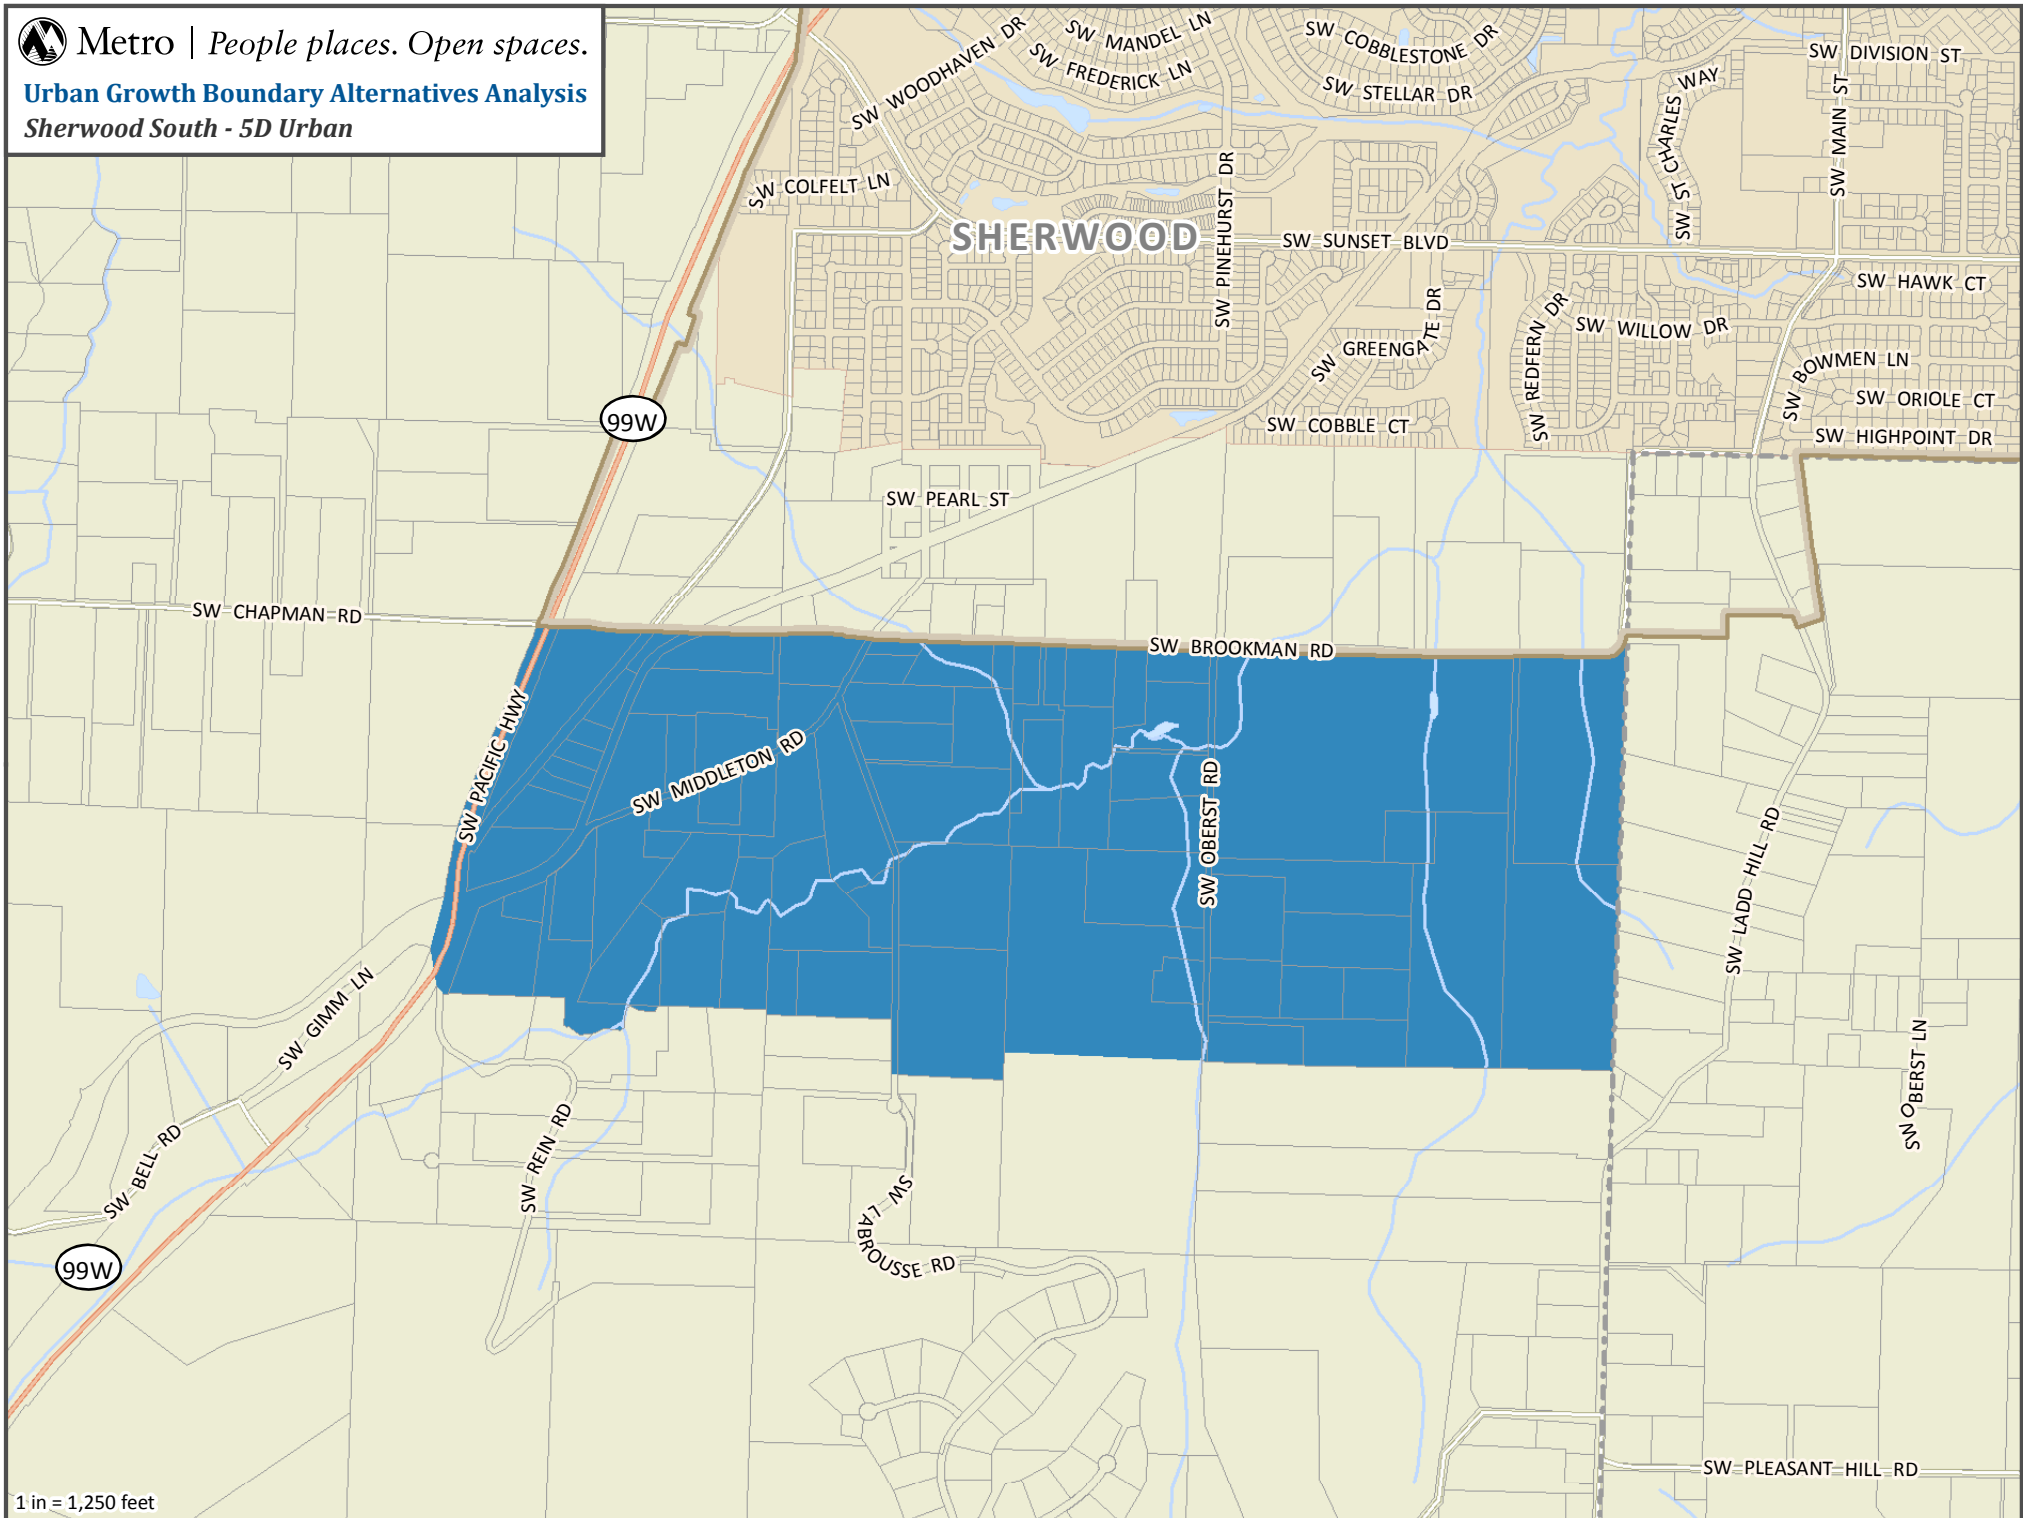 Metro | People places. Open spaces.
Urban Growth Boundary Alternatives Analysis
Sherwood South - 5D Urban
SW WOODHAVEN DR
SW MANDEL LN
SW FREDERICK LN
SW COBBLESTONE DR
SW STELLAR DR
SW ST CHARLES WAY
SW DIVISION ST
SW MAIN ST
SW COLFELT LN
SW PINEHURST DR
SHERWOOD
SW SUNSET BLVD
SW HAWK CT
SW REDFERN DR
SW WILLOW DR
SW GREENGATE DR
SW BOWMEN LN
SW ORIOLE CT
99W
SW COBBLE CT
SW HIGHPOINT DR
SW PEARL ST
SW CHAPMAN RD
SW BROOKMAN RD
SW PACIFIC HWY
SW MIDDLETON RD
SW OBERST RD
SW LADD HILL RD
SW GIMM LN
SW OBERST LN
SW BELL RD
SW REIN RD
SW LABROUSSE RD
99W
SW PLEASANT HILL RD
1 in = 1,250 feet